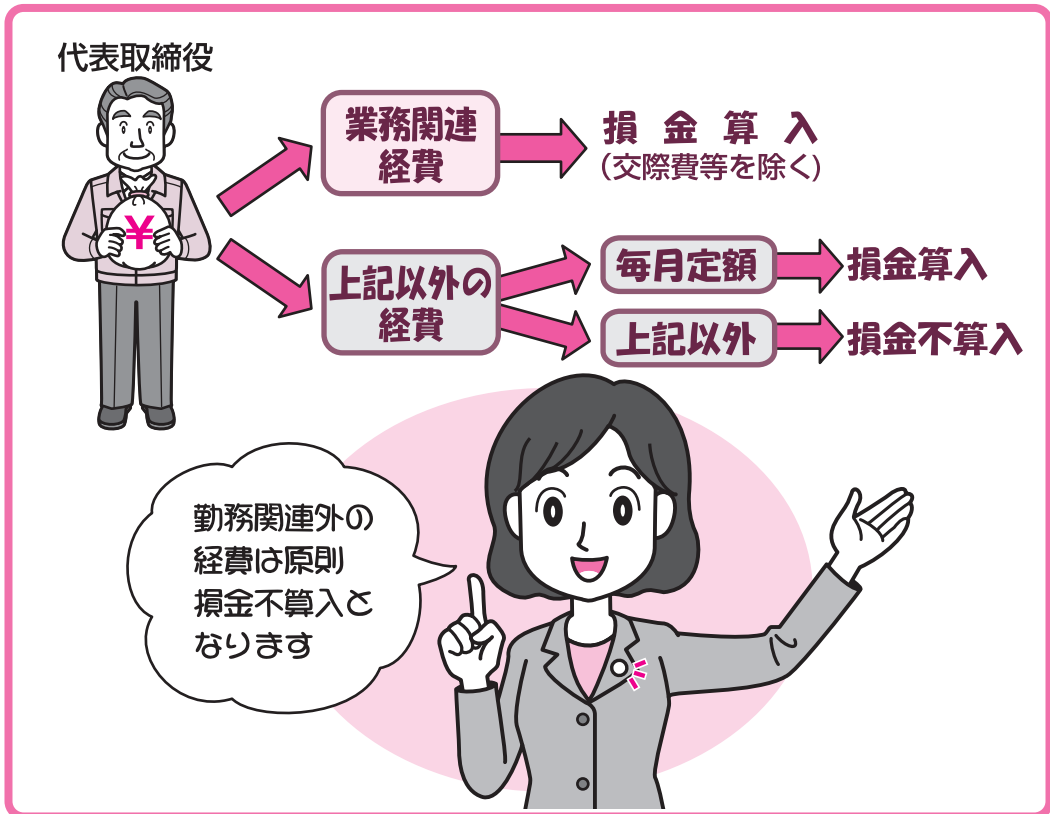 代表取締役
業務関連
経費
損金算入
(交際費等を除く)
上記以外の
経費
毎月定額
損金算入
上記以外
損金不算入
¥
勤務関連外の
経費は原則
損金不算入と
なります